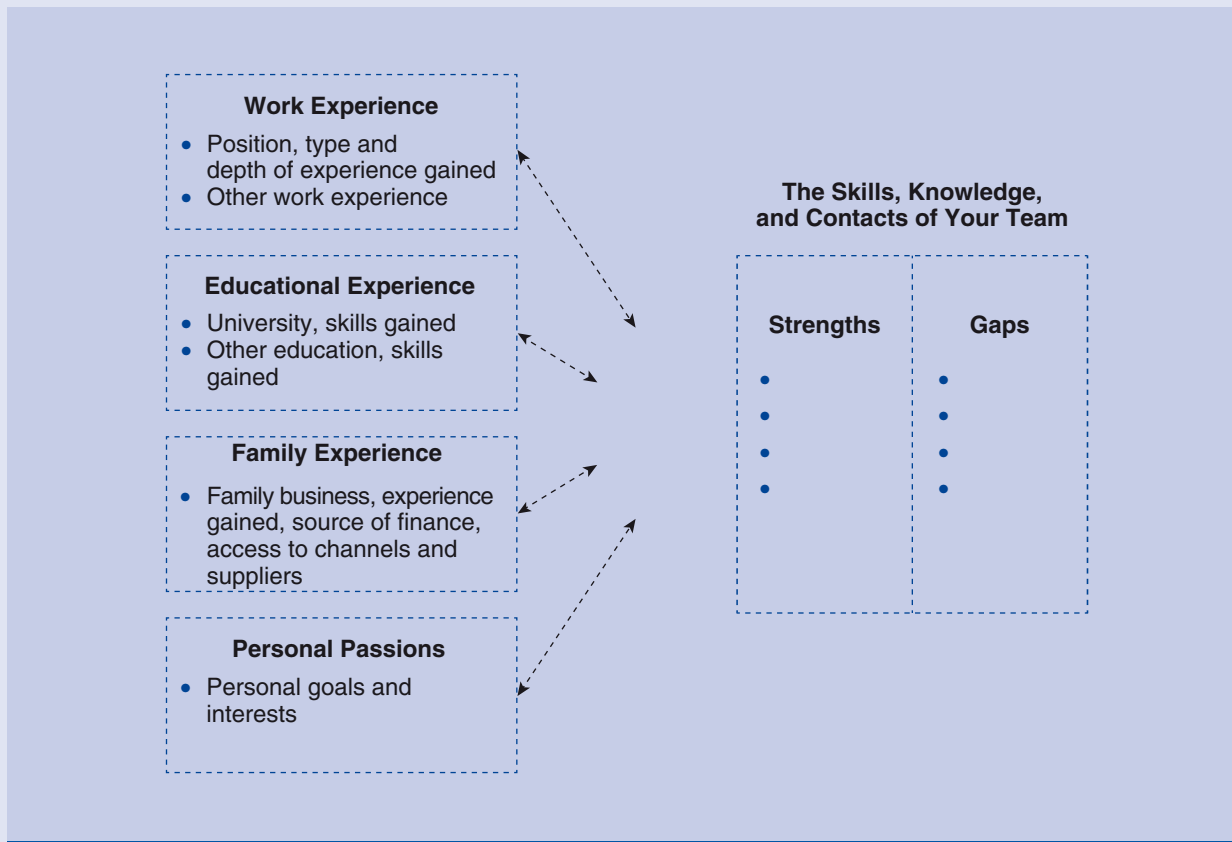 Work Experience
• Position, type and
depth of experience gained
• Other work experience
Educational Experience
• University, skills gained
• Other education, skills
gained
Family Experience
• Family business, experience
gained, source of finance,
access to channels and
suppliers
Personal Passions
• Personal goals and
interests
The Skills, Knowledge,
and Contacts of Your Team
Strengths
Gaps